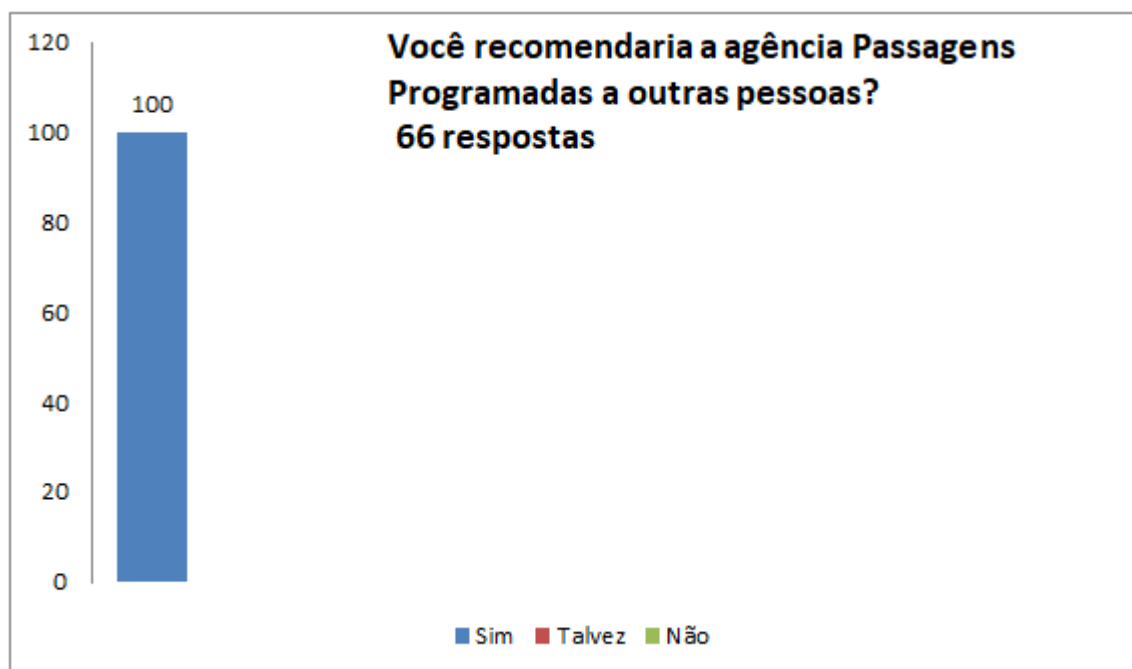 Você recomendaria a agência Passagens
Programadas a outras pessoas?
66 respostas
120
100
100
80
60
40
20
0
Sim Talvez Não